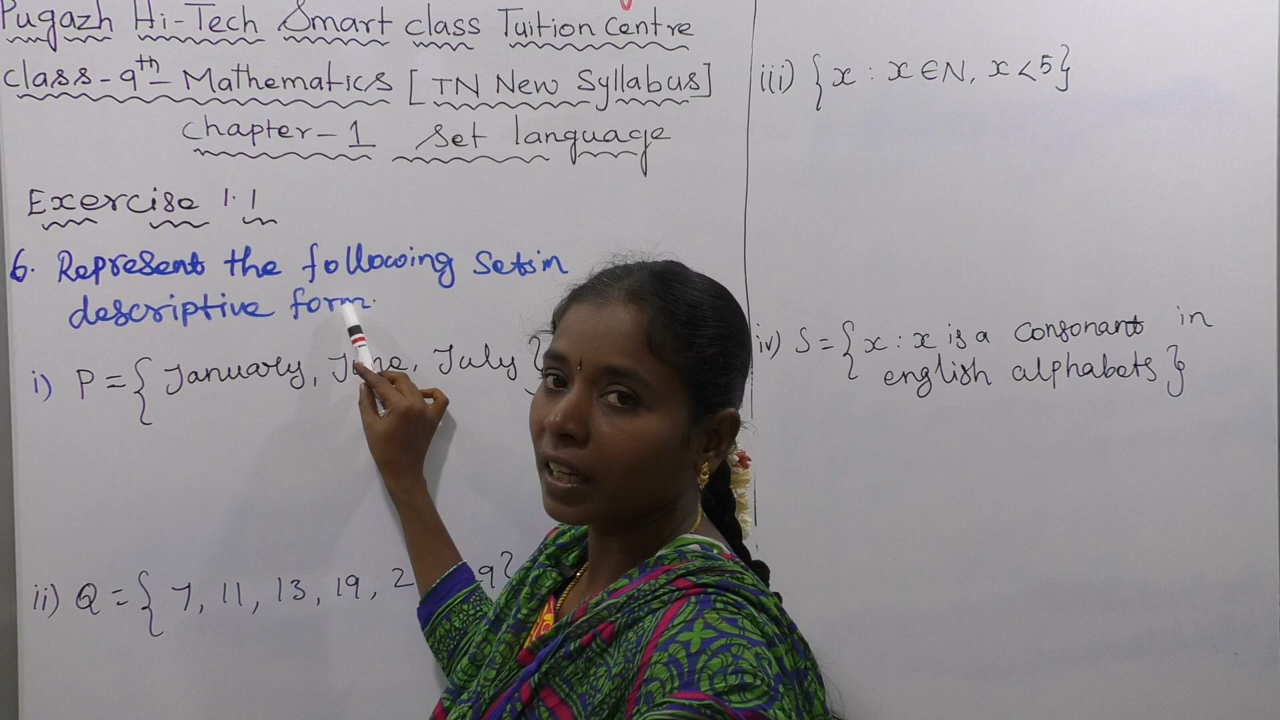 Pugazh Hi-Tech Smart class Tuition Centre
class-9th- Mathematics [TN New Syllabus]
Chapter-1 Set language
Exercise 1.1
6. Represent the following Sets in
descriptive form.
i) P = { January, June, July }
ii) Q = { 7, 11, 13, 19, 2 9}
iii) {x : x ∈ N, x < 5}
iv) S = {x : x is a consonant in
english alphabets}